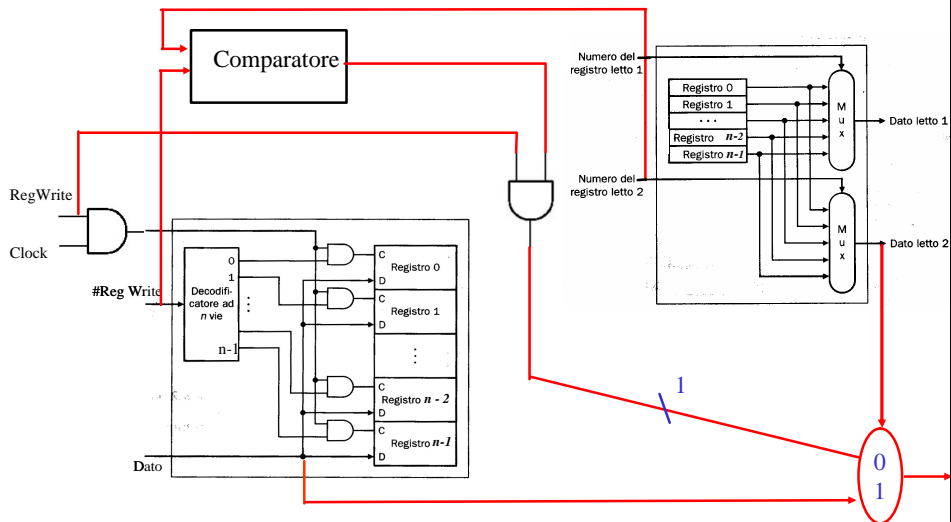 Comparatore
Numero del
registro letto 1
Registro 0
Registro 1
. . .
Registro n-2
Registro n-1
M
u
x
Dato letto 1
Numero del
registro letto 2
M
u
x
Dato letto 2
RegWrite
Clock
#Reg Write
Decodifi-
catore ad
n vie
0
1
n-1
C
Registro 0
D
C
Registro 1
D
C
Registro n - 2
D
C
Registro n-1
D
Dato
1
0
1